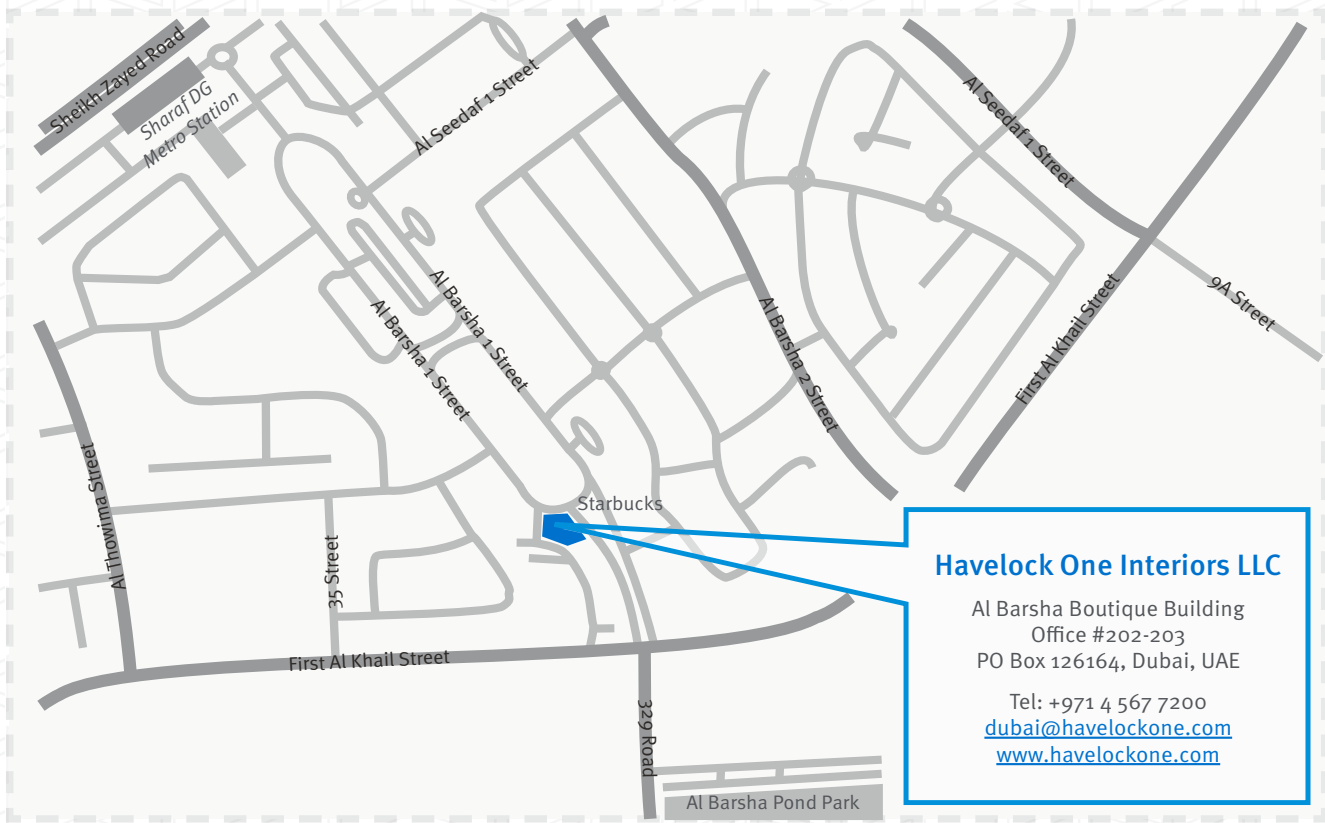 Sheikh Zayed Road
Sharaf DG
Metro Station
Al Seedaf 1 Street
Al Seedaf 1 Street
9A Street
First Al Khail Street
Al Barsha 1 Street
Al Barsha 1 Street
Al Barsha 2 Street
Al Thowima Street
35 Street
Starbucks
First Al Khail Street
329 Road
Al Barsha Pond Park
Havelock One Interiors LLC
Al Barsha Boutique Building
Office #202-203
PO Box 126164, Dubai, UAE
Tel: +971 4 567 7200
dubai@havelockone.com
www.havelockone.com